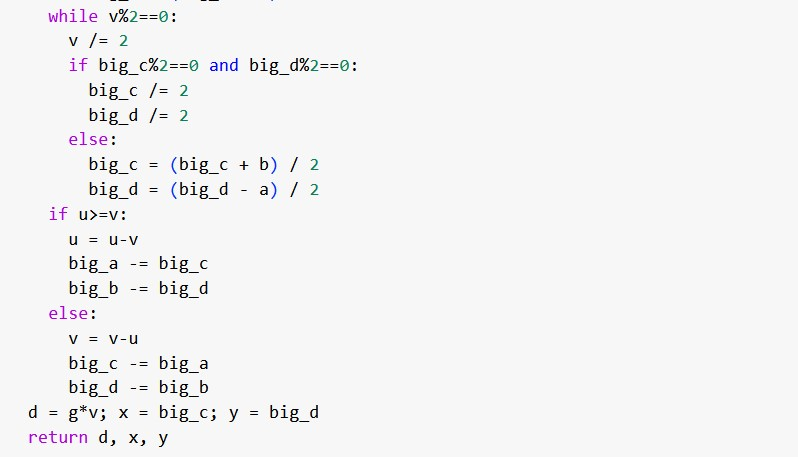 while v%2==0:
v /= 2
if big_c%2==0 and big_d%2==0:
big_c /= 2
big_d /= 2
else:
big_c = (big_c + b) / 2
big_d = (big_d - a) / 2
if u>=v:
u = u-v
big_a -= big_c
big_b -= big_d
else:
v = v-u
big_c -= big_a
big_d -= big_b
d = g*v; x = big_c; y = big_d
return d, x, y